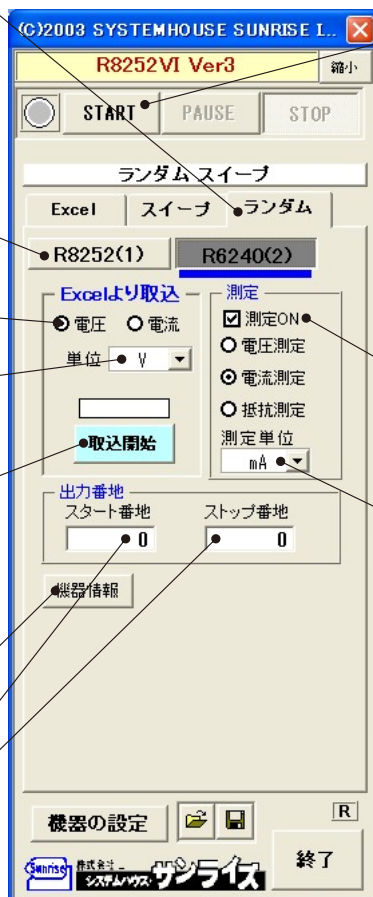 (C)2003 SYSTEMHOUSE SUNRISE I..
R8252VI Ver3
縮小
START PAUSE STOP
ランダム スイープ
Excel スイープ ランダム
R8252(1) R6240(2)
Excelより取込
電圧 電流
単位 V
取込開始
測定
測定ON
電圧測定
電流測定
抵抗測定
測定単位
mA
出力番地
スタート番地 ストップ番地
0 0
機器情報
機器の設定
R
終了
Sunrise
株式会社
システムハウス・サンライズ